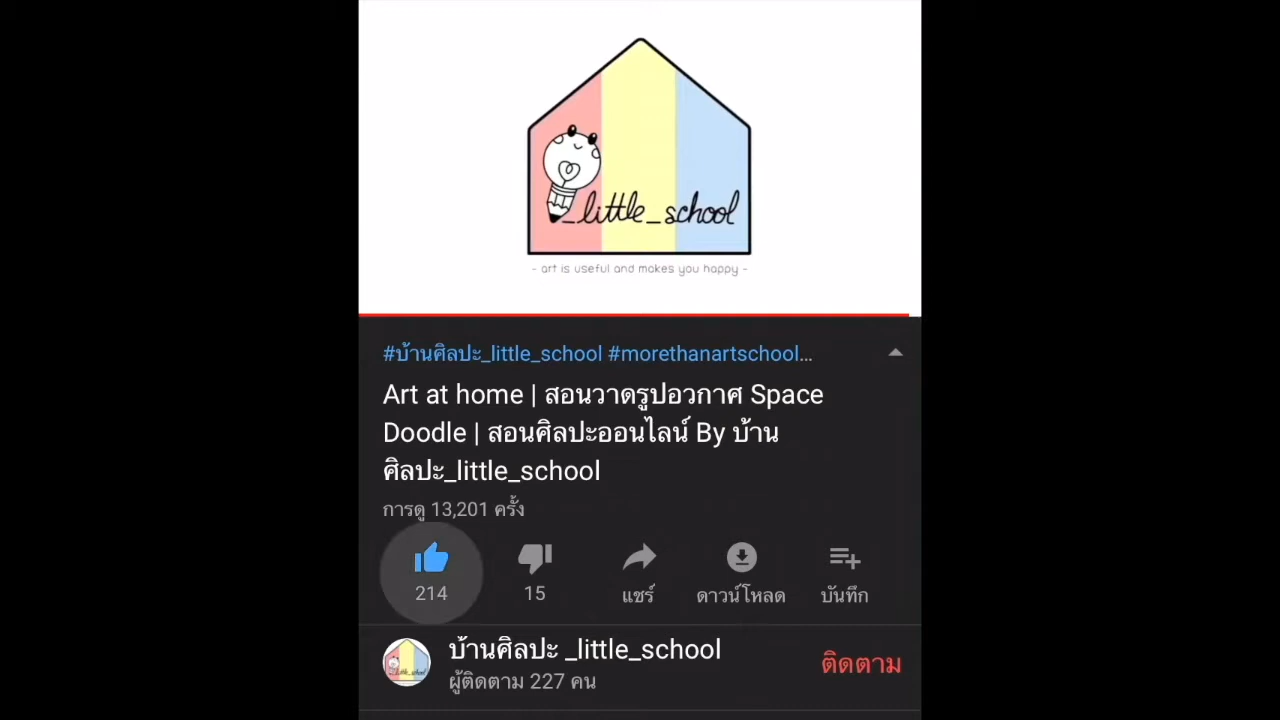 _little_school
- art is useful and makes you happy -
#บ้านศิลปะ_little_school #morethanartschool...
Art at home | สอนวาดรูปอวกาศ Space
Doodle | สอนศิลปะออนไลน์ By บ้าน
ศิลปะ_little_school
การดู 13,201 ครั้ง
214
15
แชร์
ดาวน์โหลด
บันทึก
บ้านศิลปะ _little_school
ผู้ติดตาม 227 คน
ติดตาม